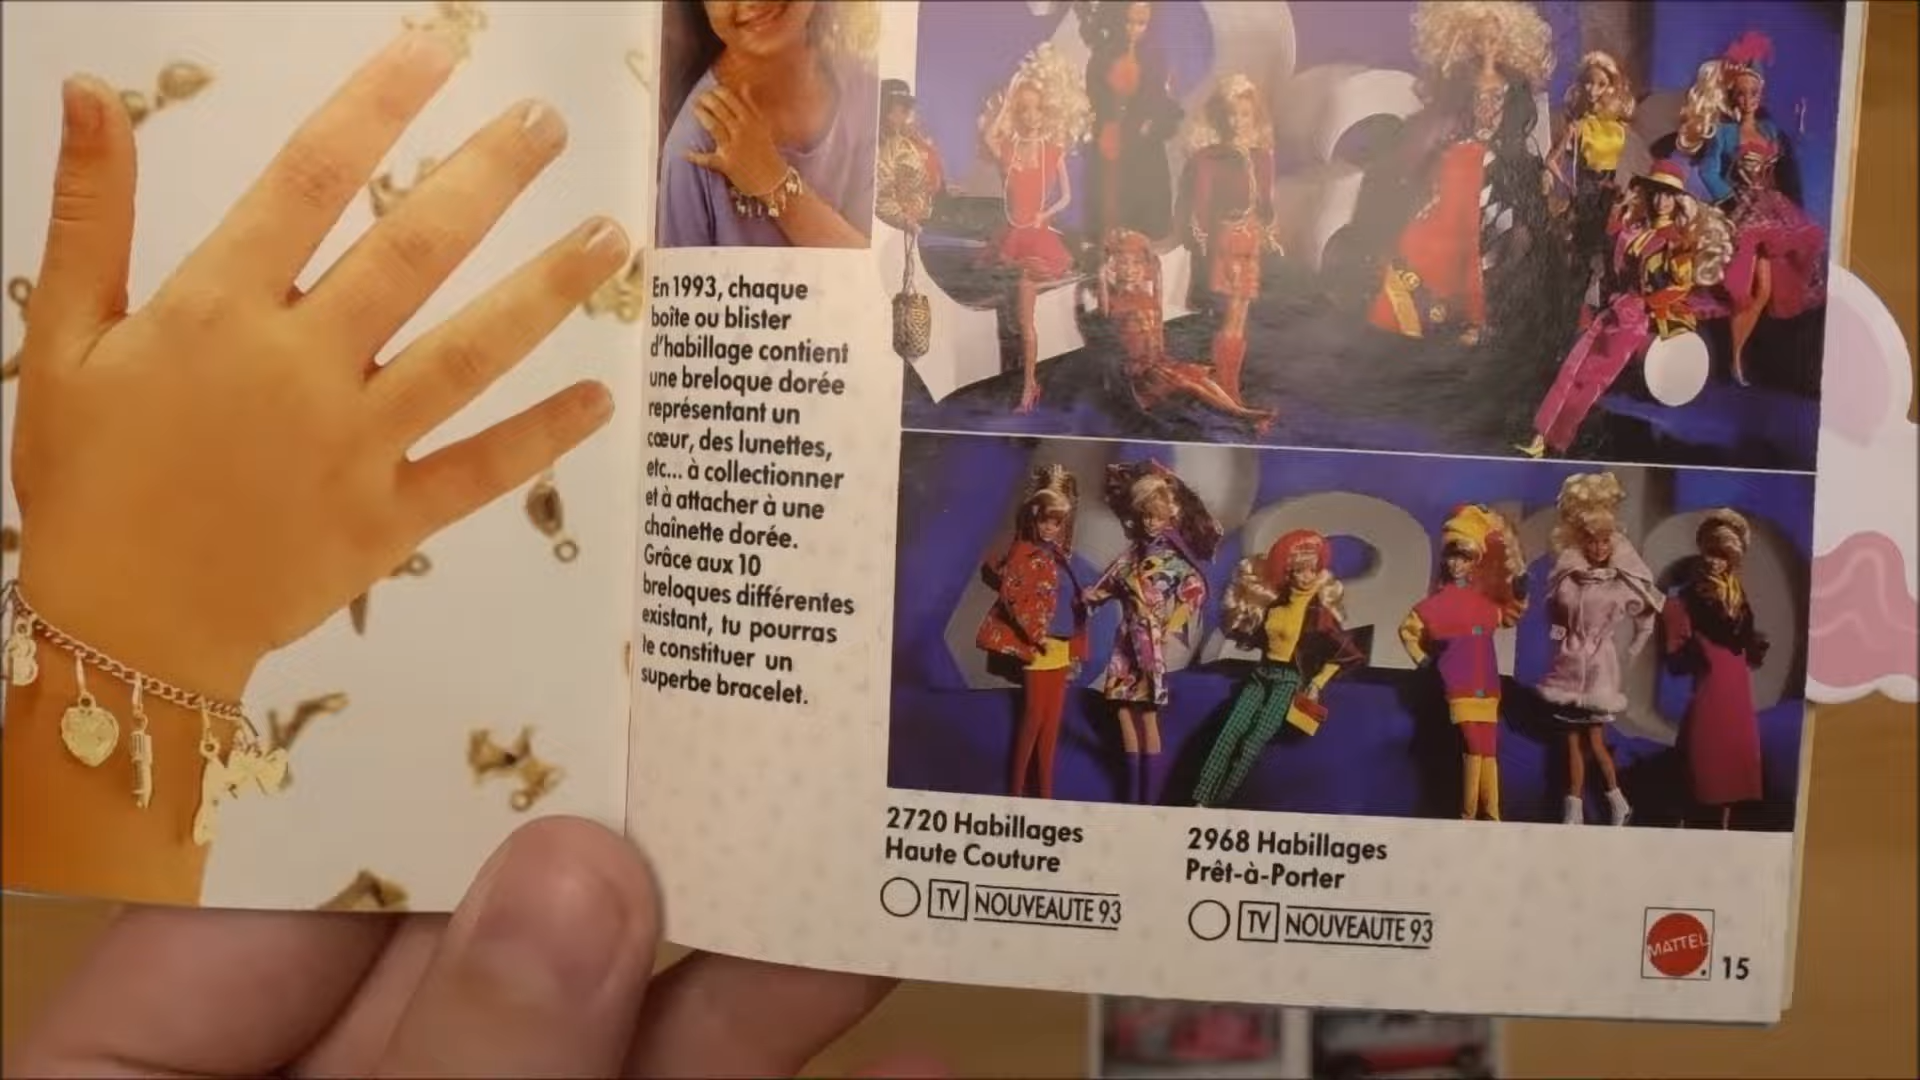 En 1993, chaque
boîte ou blister
d'habillage contient
une breloque dorée
représentant un
cœur, des lunettes,
etc... à collectionner
et à attacher à une
chaînette dorée.
Grâce aux 10
breloques différentes
existant, tu pourras
le constituer un
superbe bracelet.
2720 Habillages
Haute Couture
TV NOUVEAUTE 93
2968 Habillages
Prêt-à-Porter
TV NOUVEAUTE 93
MATTEL
15